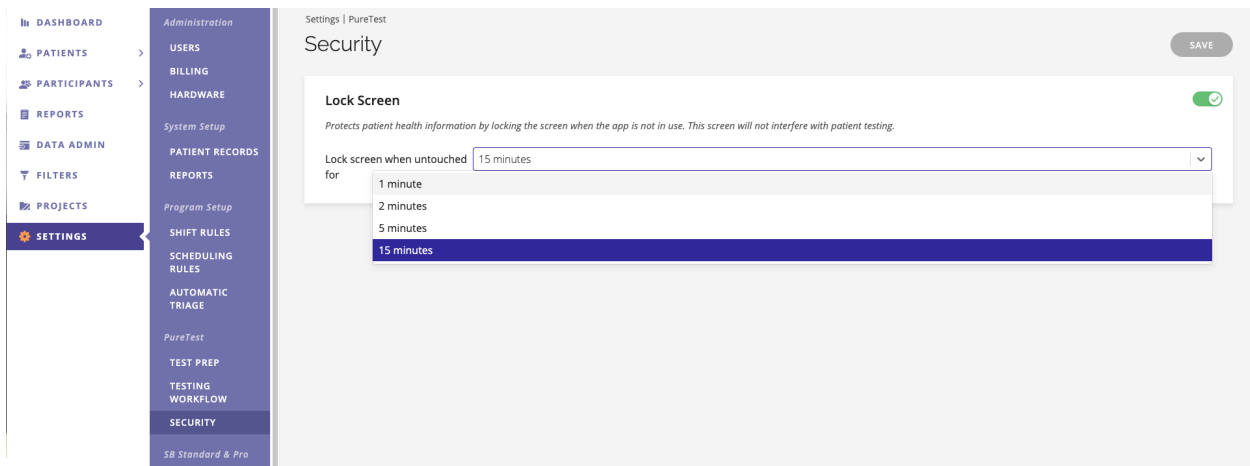 DASHBOARD
PATIENTS
PARTICIPANTS
REPORTS
DATA ADMIN
FILTERS
PROJECTS
SETTINGS
Administration
USERS
BILLING
HARDWARE
System Setup
PATIENT RECORDS
REPORTS
Program Setup
SHIFT RULES
SCHEDULING
RULES
AUTOMATIC
TRIAGE
PureTest
TEST PREP
TESTING
WORKFLOW
SECURITY
SB Standard & Pro
Settings | PureTest
Security
SAVE
Lock Screen
Protects patient health information by locking the screen when the app is not in use. This screen will not interfere with patient testing.
Lock screen when untouched
for
15 minutes
1 minute
2 minutes
5 minutes
15 minutes